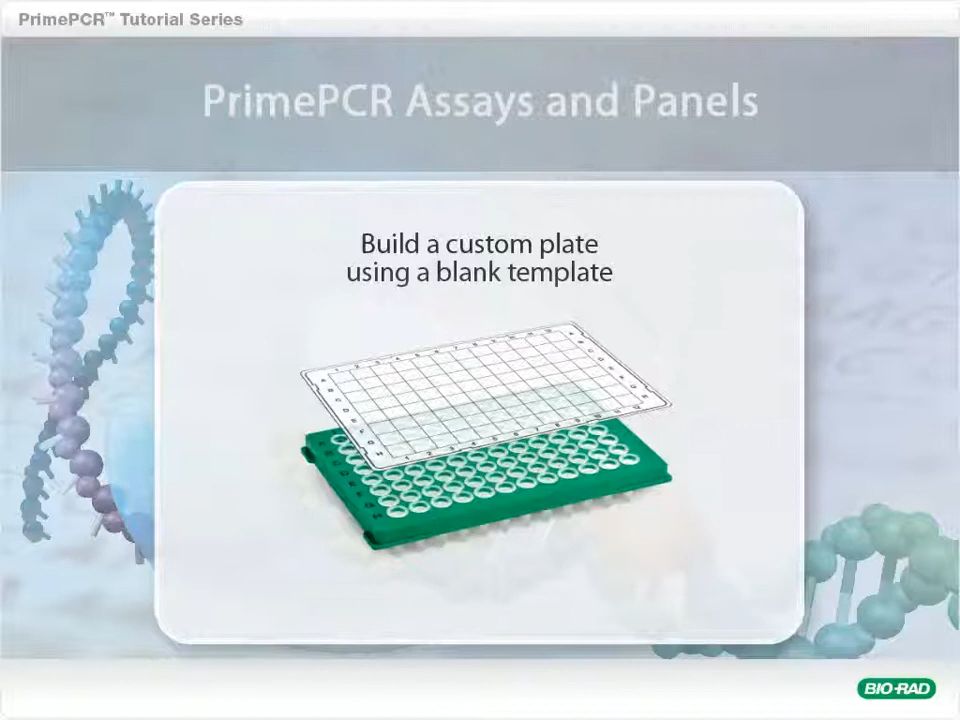 PrimePCR™ Tutorial Series
PrimePCR Assays and Panels
Build a custom plate
using a blank template
BIO-RAD